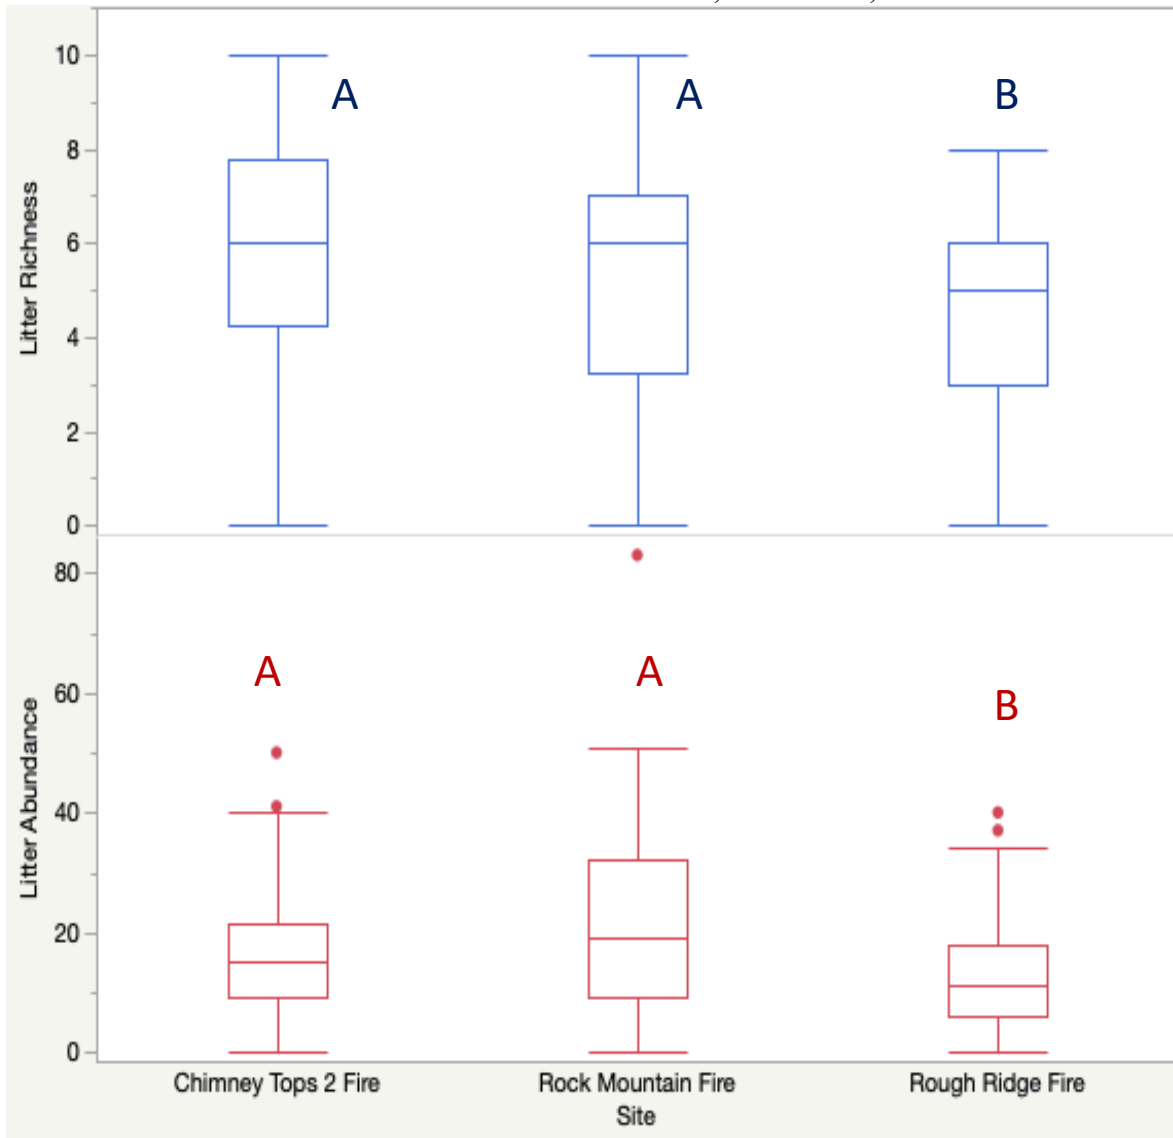 Litter Richness
10
8
6
4
2
0
A
A
B
Litter Abundance
80
60
40
20
0
A
A
B
Chimney Tops 2 Fire
Rock Mountain Fire
Rough Ridge Fire
Site